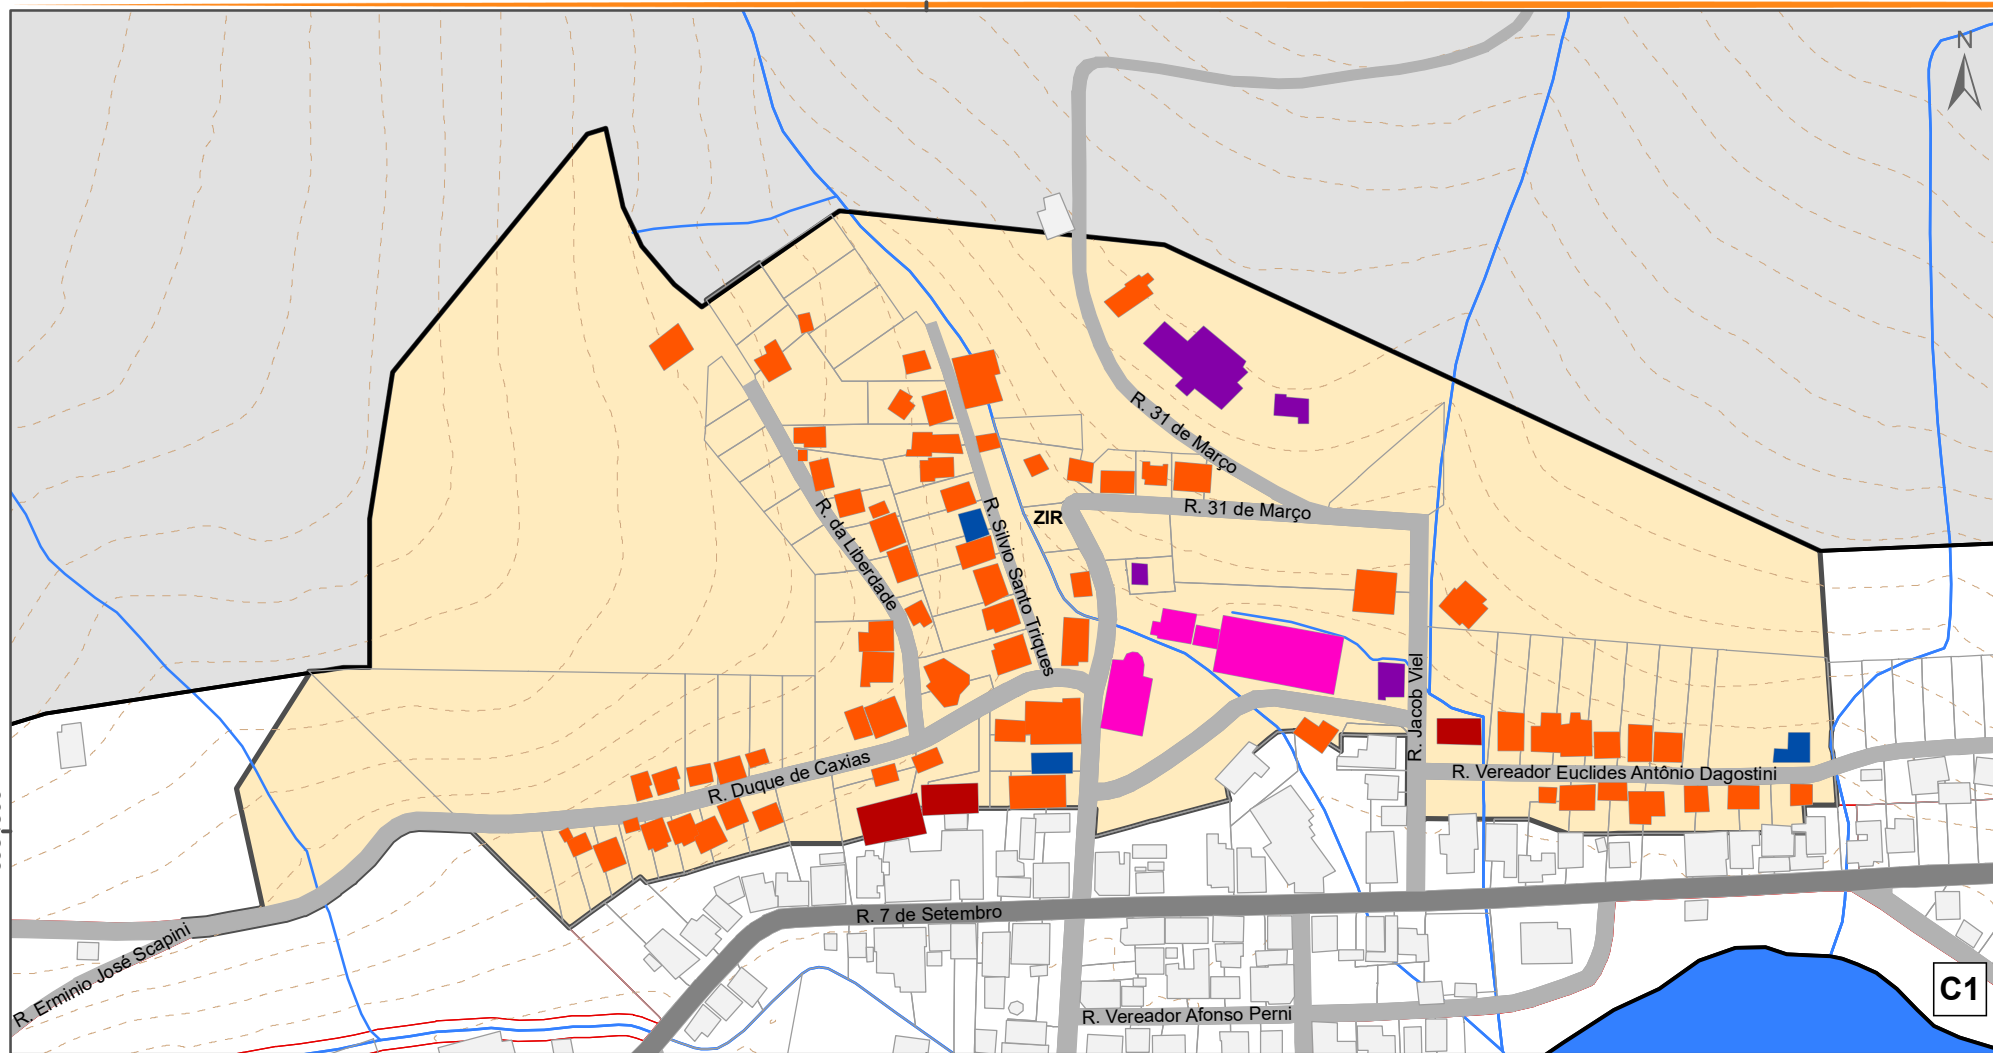 N
R. 31 de Março
R. 31 de Março
ZIR
R. da Liberdade
R. Silvio Santo Triques
R. Jacob Viel
R. Duque de Caxias
R. Vereador Euclides Antônio Dagostini
R. 7 de Setembro
R. Erminio José Scapini
R. Vereador Afonso Perni
C1